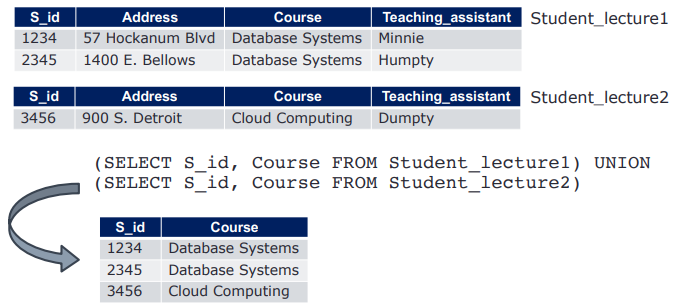 S_id Address Course Teaching_assistant Student_lecture1
1234 57 Hockanum Blvd Database Systems Minnie
2345 1400 E. Bellows Database Systems Humpty
S_id Address Course Teaching_assistant Student_lecture2
3456 900 S. Detroit Cloud Computing Dumpty
(SELECT S_id, Course FROM Student_lecture1) UNION
(SELECT S_id, Course FROM Student_lecture2)
S_id Course
1234 Database Systems
2345 Database Systems
3456 Cloud Computing